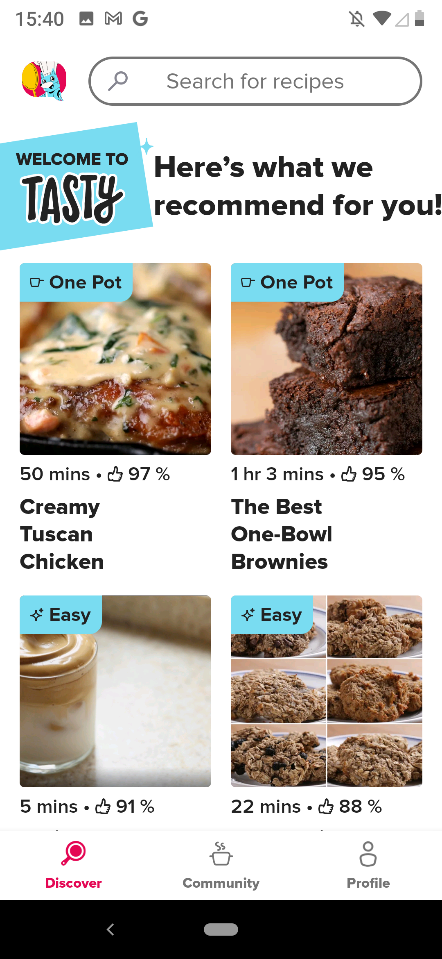 15:40
Search for recipes
WELCOME TO
TASTY
Here's what we
recommend for you!
One Pot
One Pot
50 mins • 97 %
1 hr 3 mins • 95 %
Creamy
Tuscan
Chicken
The Best
One-Bowl
Brownies
Easy
Easy
5 mins • 91 %
22 mins • 88 %
Discover
Community
Profile